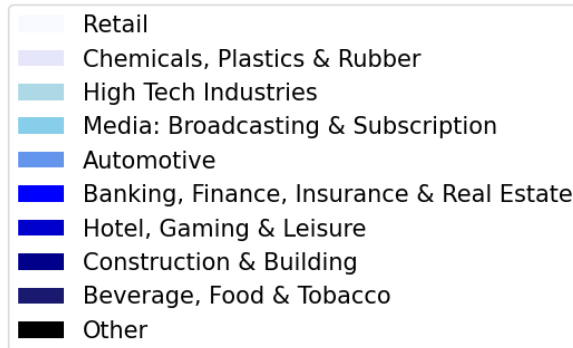 Retail
Chemicals, Plastics & Rubber
High Tech Industries
Media: Broadcasting & Subscription
Automotive
Banking, Finance, Insurance & Real Estate
Hotel, Gaming & Leisure
Construction & Building
Beverage, Food & Tobacco
Other